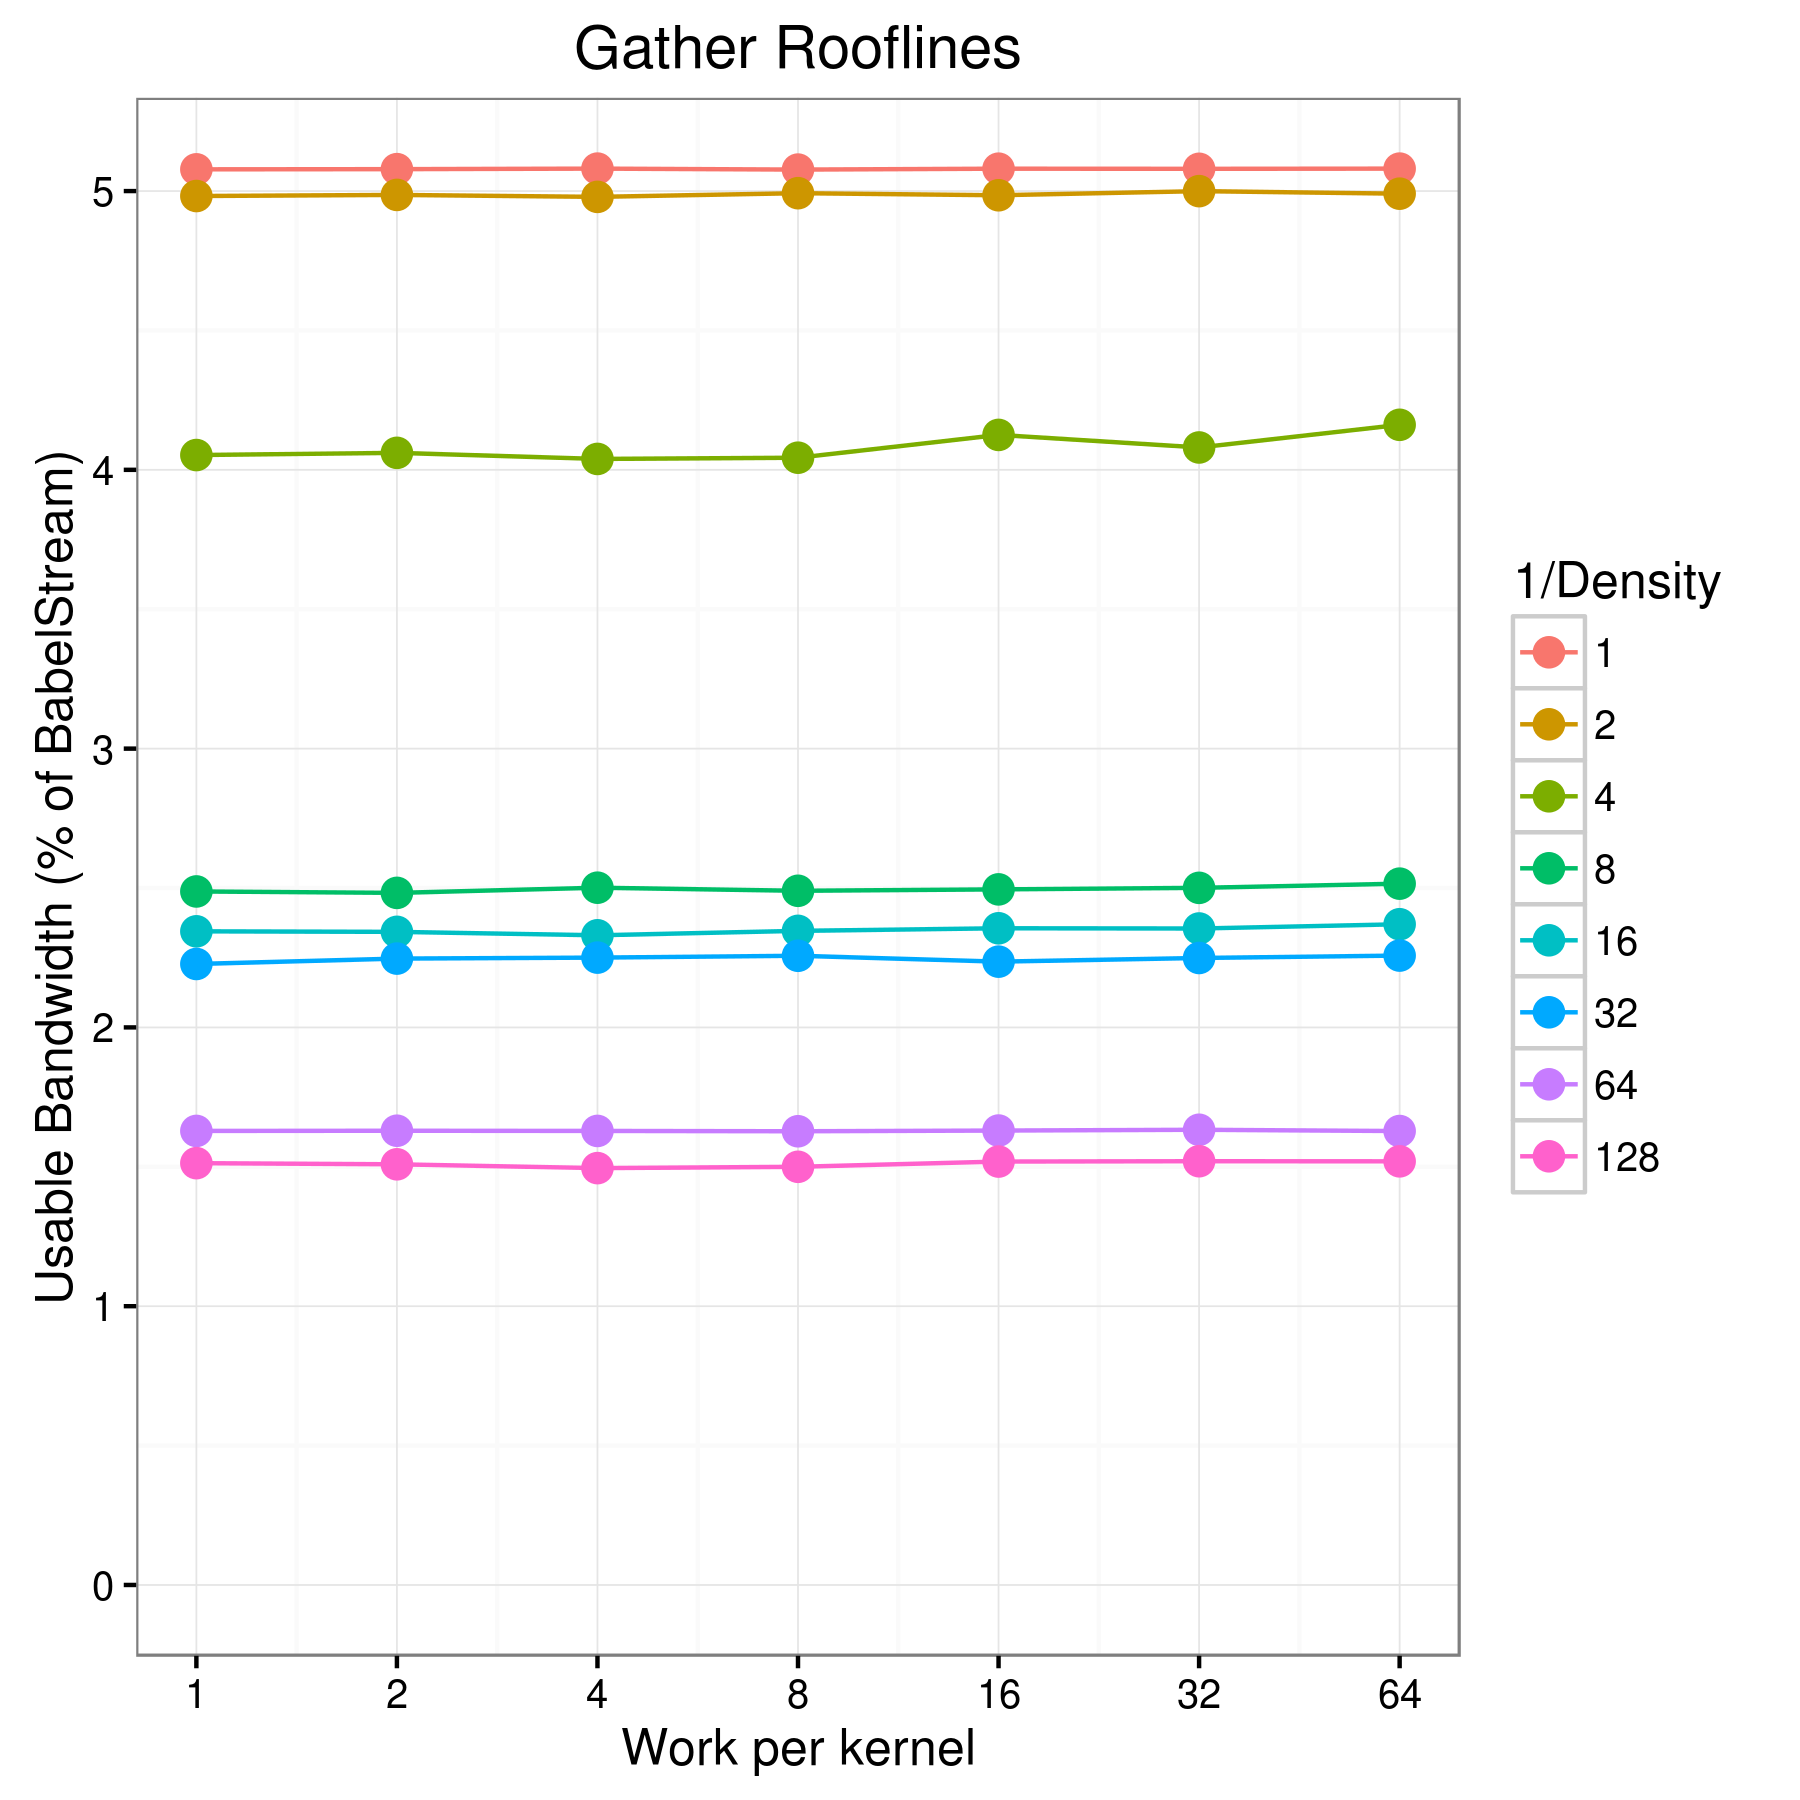 Gather Rooflines
Usable Bandwidth (% of BabelStream)
5
4
3
2
1
0
1 2 4 8 16 32 64
Work per kernel
1/Density
1
2
4
8
16
32
64
128